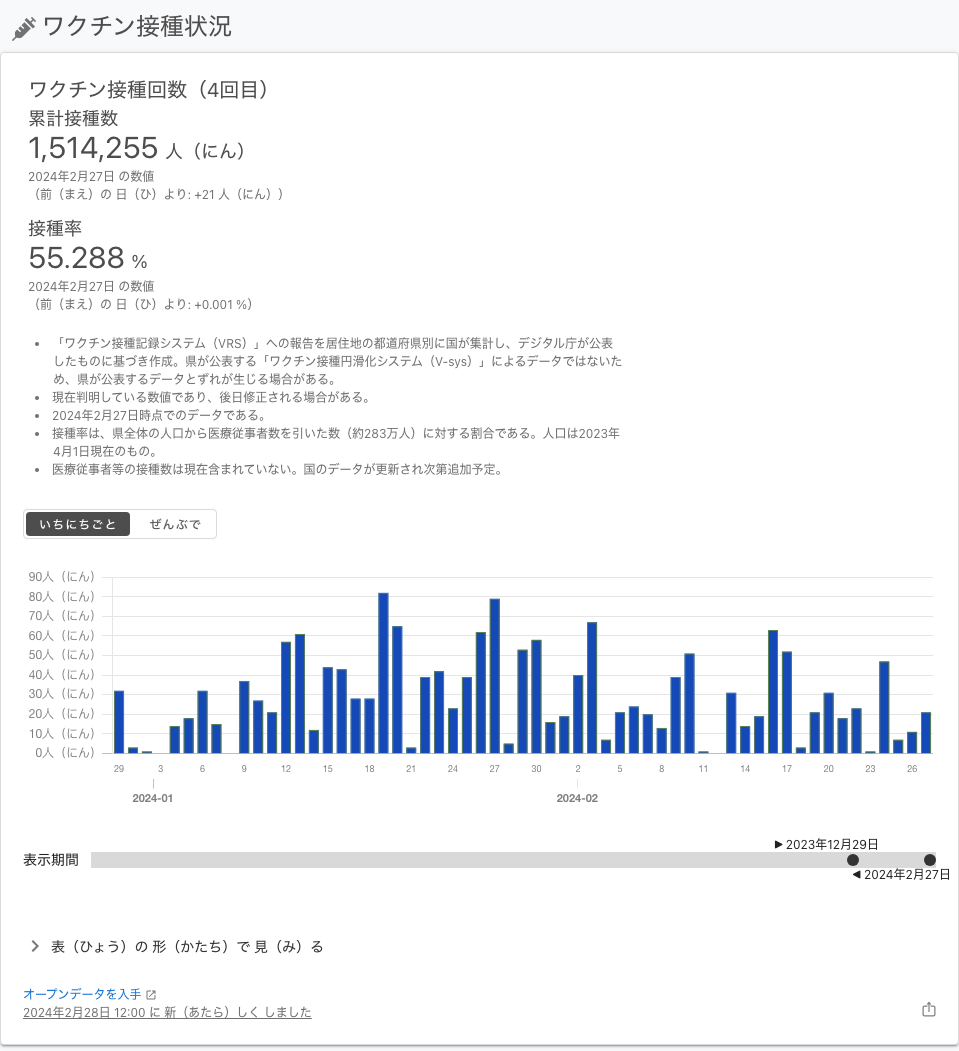 ワクチン接種状況
ワクチン接種回数（4回目）
累計接種数
1,514,255 人（にん）
2024年2月27日 の数値
（前（まえ）の 日（ひ）より: +21 人（にん））
接種率
55.288 %
2024年2月27日 の数値
（前（まえ）の 日（ひ）より: +0.001 %）
「ワクチン接種記録システム（VRS）」への報告を居住地の都道府県別に国が集計し、デジタル庁が公表
したものに基づき作成。県が公表する「ワクチン接種円滑化システム（V-sys）」によるデータではないた
め、県が公表するデータとずれが生じる場合がある。
現在判明している数値であり、後日修正される場合がある。
2024年2月27日時点でのデータである。
接種率は、県全体の人口から医療従事者数を引いた数（約283万人）に対する割合である。人口は2023年
4月1日現在のもの。
医療従事者等の接種数は現在含まれていない。国のデータが更新され次第追加予定。
いちにちごと ぜんぶで
90人（にん）
80人（にん）
70人（にん）
60人（にん）
50人（にん）
40人（にん）
30人（にん）
20人（にん）
10人（にん）
0人（にん）
29 3 6 9 12 15 18 21 24 27 30 2 5 8 11 14 17 20 23 26
2024-01 2024-02
2023年12月29日
表示期間
2024年2月27日
表（ひょう）の 形（かたち）で 見（み）る
オープンデータを入手
2024年2月28日 12:00 に 新（あたら）しく しました